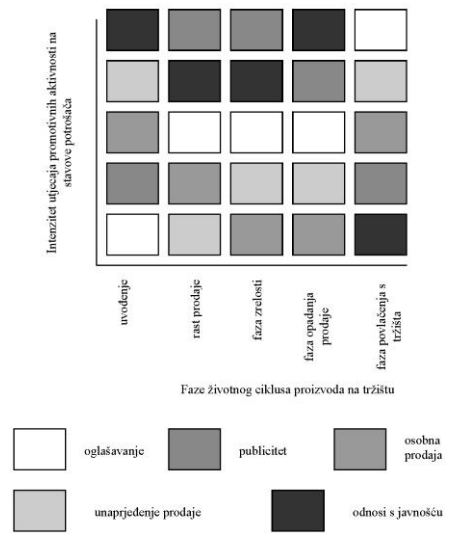 Intenzitet utjecaja promotivnih aktivnosti na
stavove potrošača
uvođenje
rast prodaje
faza zrelosti
faza opadanja
prodaje
faza povlačenja s
tržišta
Faze životnog ciklusa proizvoda na tržištu
oglašavanje
publicitet
osobna
prodaja
unaprjeđenje prodaje
odnosi s javnošću